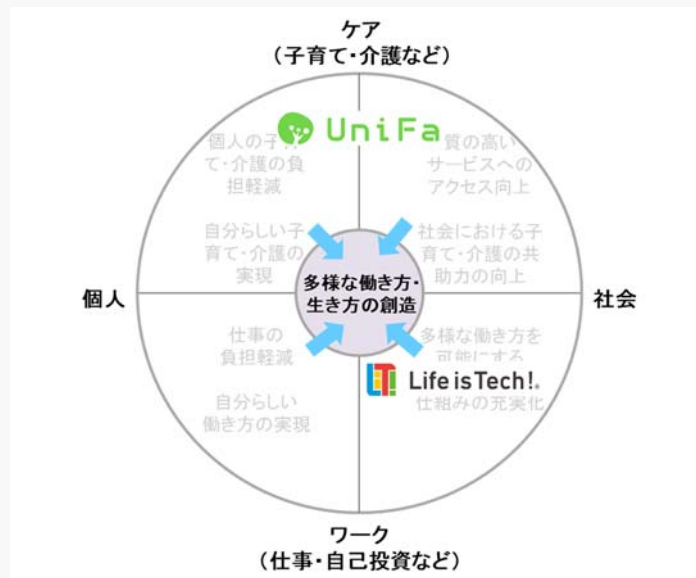 ケア
(子育て・介護など)
UniFa
個人の子
て・介護の負
担軽減
質の高い
サービスへの
アクセス向上
自分らしい子
育て・介護の
実現
社会における子
育て・介護の共
助力の向上
個人
多様な働き方・
生き方の創造
社会
仕事の
負担軽減
多様な働き方を
可能にする
LiT!
Life is Tech!®
自分らしい
働き方の実現
仕組みの充実化
ワーク
(仕事・自己投資など)